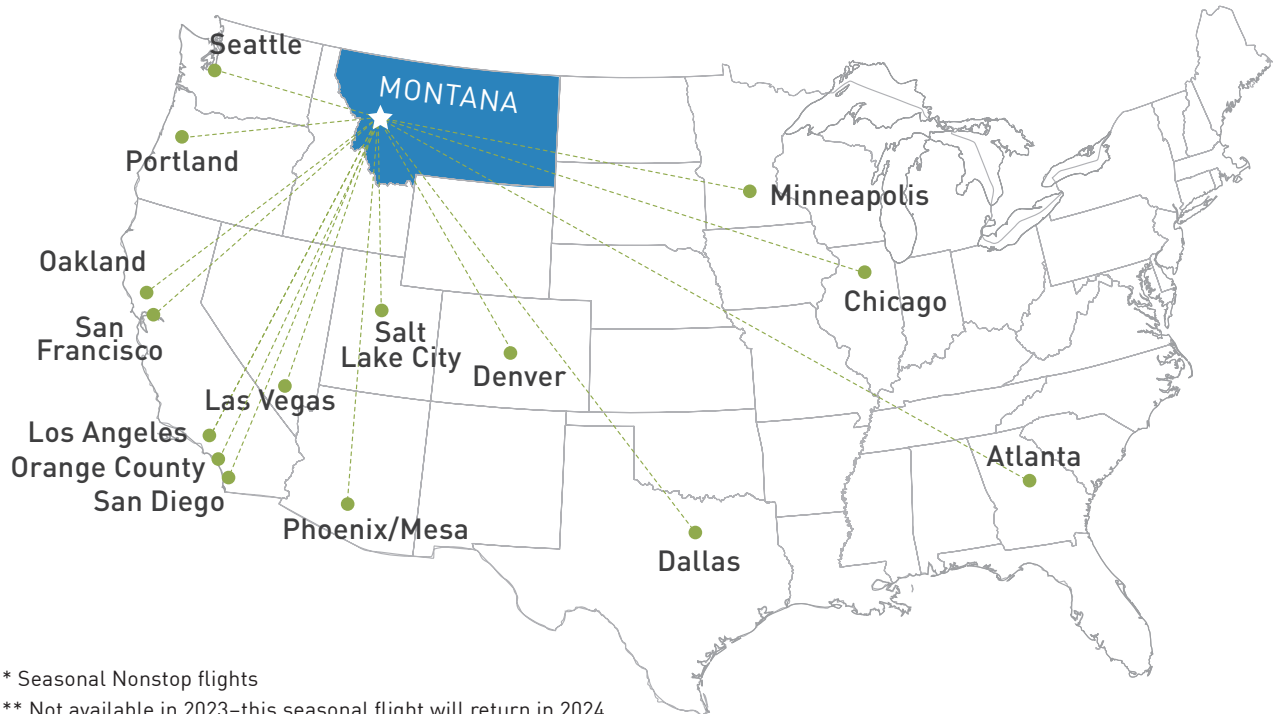 Seattle
MONTANA
Portland
Minneapolis
Oakland
Chicago
San
Francisco
Salt
Lake City
Denver
Las Vegas
Los Angeles
Orange County
San Diego
Atlanta
Phoenix/Mesa
Dallas
* Seasonal Nonstop flights
** Not available in 2023–this seasonal flight will return in 2024